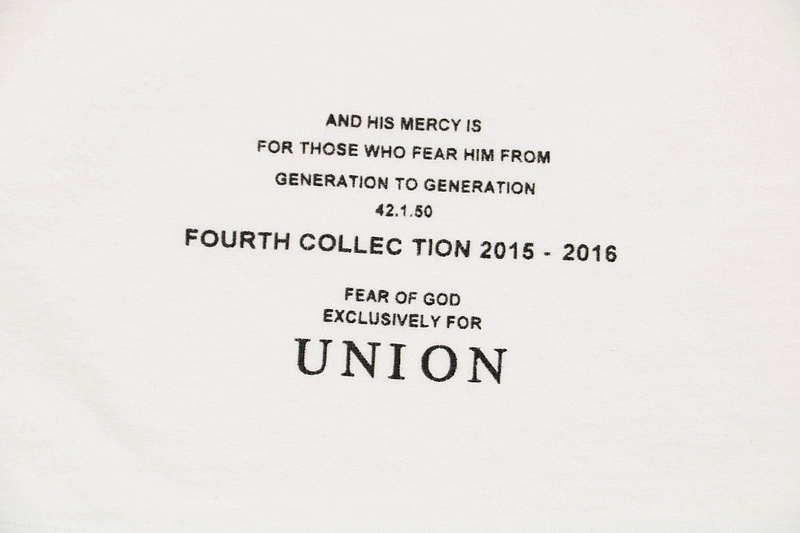 AND HIS MERCY IS
FOR THOSE WHO FEAR HIM FROM
GENERATION TO GENERATION
42.1.50
FOURTH COLLEC TION 2015 - 2016
FEAR OF GOD
EXCLUSIVELY FOR
UNION